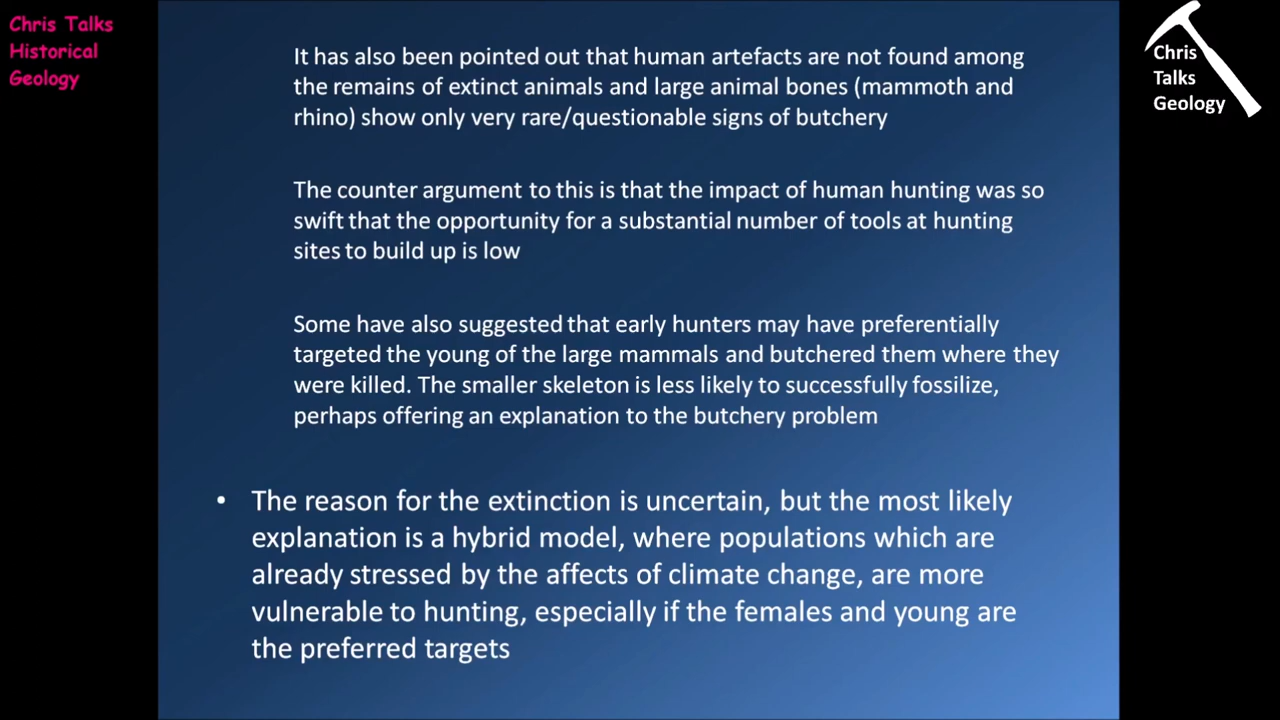 Chris Talks
Historical
Geology
Chris
Talks
Geology
It has also been pointed out that human artefacts are not found among
the remains of extinct animals and large animal bones (mammoth and
rhino) show only very rare/questionable signs of butchery
The counter argument to this is that the impact of human hunting was so
swift that the opportunity for a substantial number of tools at hunting
sites to build up is low
Some have also suggested that early hunters may have preferentially
targeted the young of the large mammals and butchered them where they
were killed. The smaller skeleton is less likely to successfully fossilize,
perhaps offering an explanation to the butchery problem
• The reason for the extinction is uncertain, but the most likely
explanation is a hybrid model, where populations which are
already stressed by the affects of climate change, are more
vulnerable to hunting, especially if the females and young are
the preferred targets